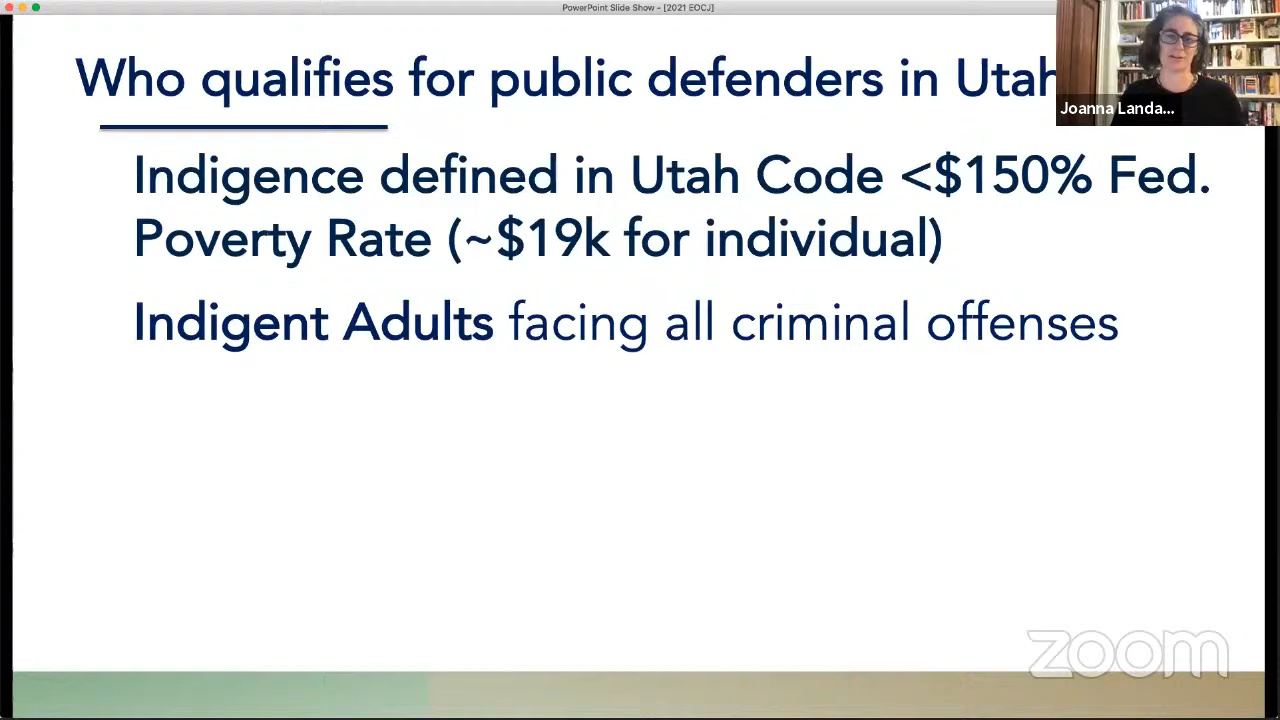 PowerPoint Slide Show - [2021 EOCJ]
Who qualifies for public defenders in Utah
Joanna Landa...
Indigence defined in Utah Code <$150% Fed.
Poverty Rate (~$19k for individual)
Indigent Adults facing all criminal offenses
zoom